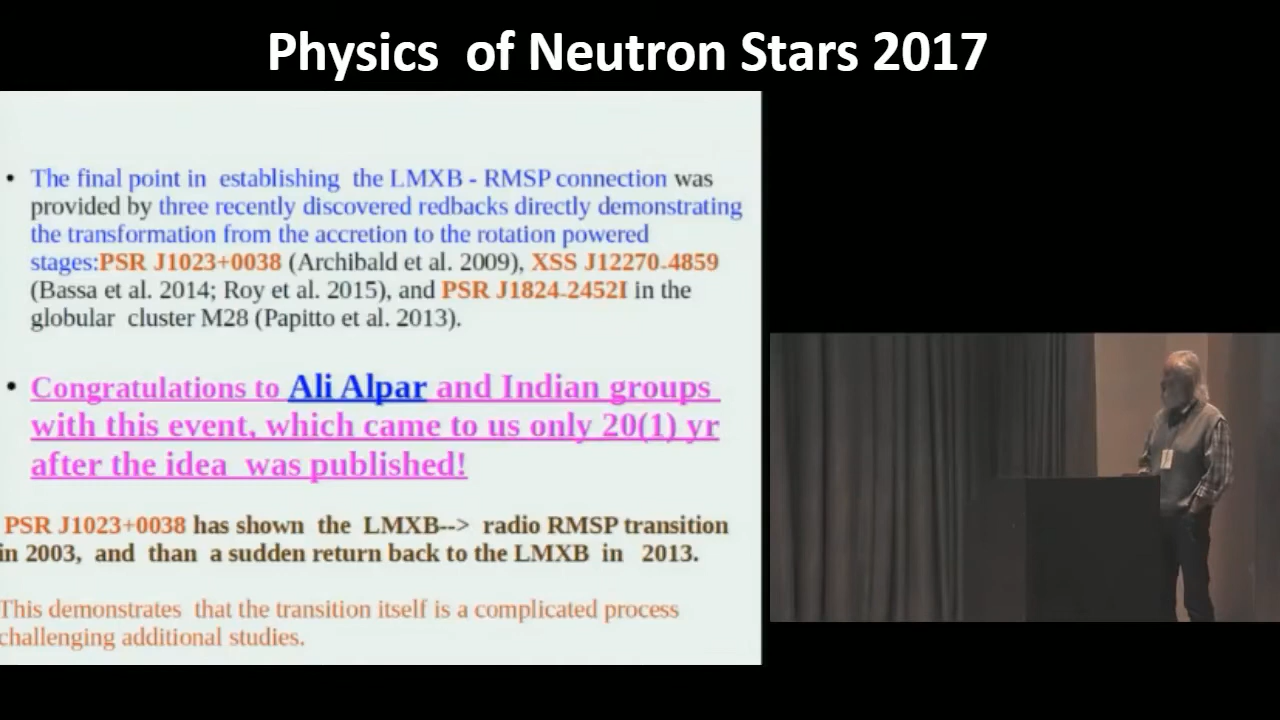 Physics of Neutron Stars 2017
• The final point in establishing the LMXB - RMSP connection was
provided by three recently discovered redbacks directly demonstrating
the transformation from the accretion to the rotation powered
stages:PSR J1023+0038 (Archibald et al. 2009), XSS J12270-4859
(Bassa et al. 2014; Roy et al. 2015), and PSR J1824-2452I in the
globular cluster M28 (Papitto et al. 2013).
• Congratulations to Ali Alpar and Indian groups
with this event, which came to us only 20(1) yr
after the idea was published!
PSR J1023+0038 has shown the LMXB--> radio RMSP transition
in 2003, and than a sudden return back to the LMXB in 2013.
This demonstrates that the transition itself is a complicated process
challenging additional studies.